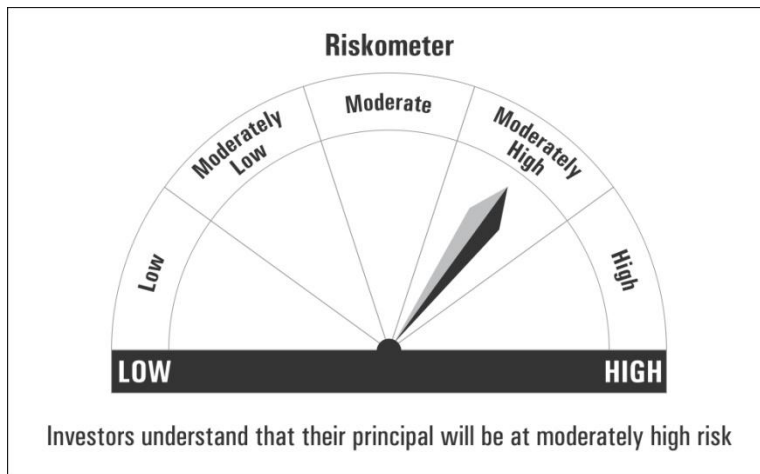 Riskometer
Low
Moderately
Low
Moderate
Moderately
High
High
LOW
HIGH
Investors understand that their principal will be at moderately high risk